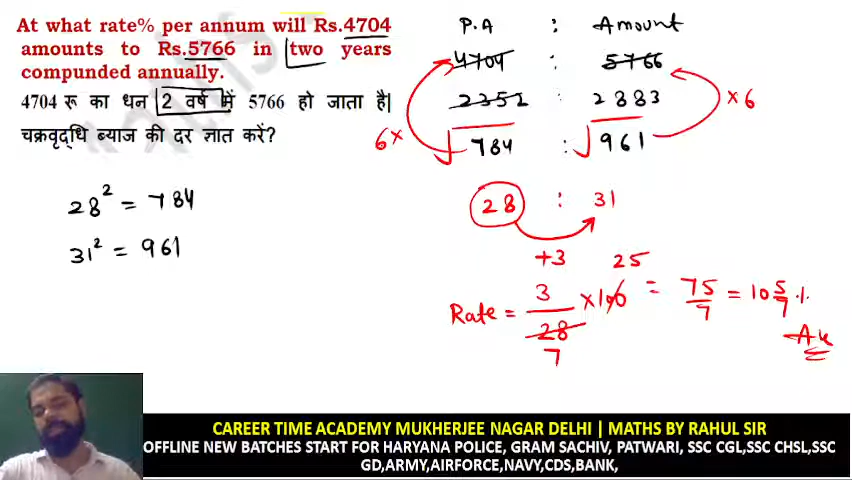 At what rate% per annum will Rs.4704
amounts to Rs.5766 in two years
compunded annually.
4704 रू का धन 2 वर्ष में 5766 हो जाता है|
चक्रवृद्धि ब्याज की दर ज्ञात करें?
28² = 784
31² = 961
P.A : Amount
4704 : 5766
2352 : 2883
6× √784 : √961 ×6
28 : 31
+3
Rate = 3/28 × 100 = 75/7 = 10 5/7 %
25
7
Ans
CAREER TIME ACADEMY MUKHERJEE NAGAR DELHI | MATHS BY RAHUL SIR
OFFLINE NEW BATCHES START FOR HARYANA POLICE, GRAM SACHIV, PATWARI, SSC CGL,SSC CHSL,SSC
GD,ARMY,AIRFORCE,NAVY,CDS,BANK,